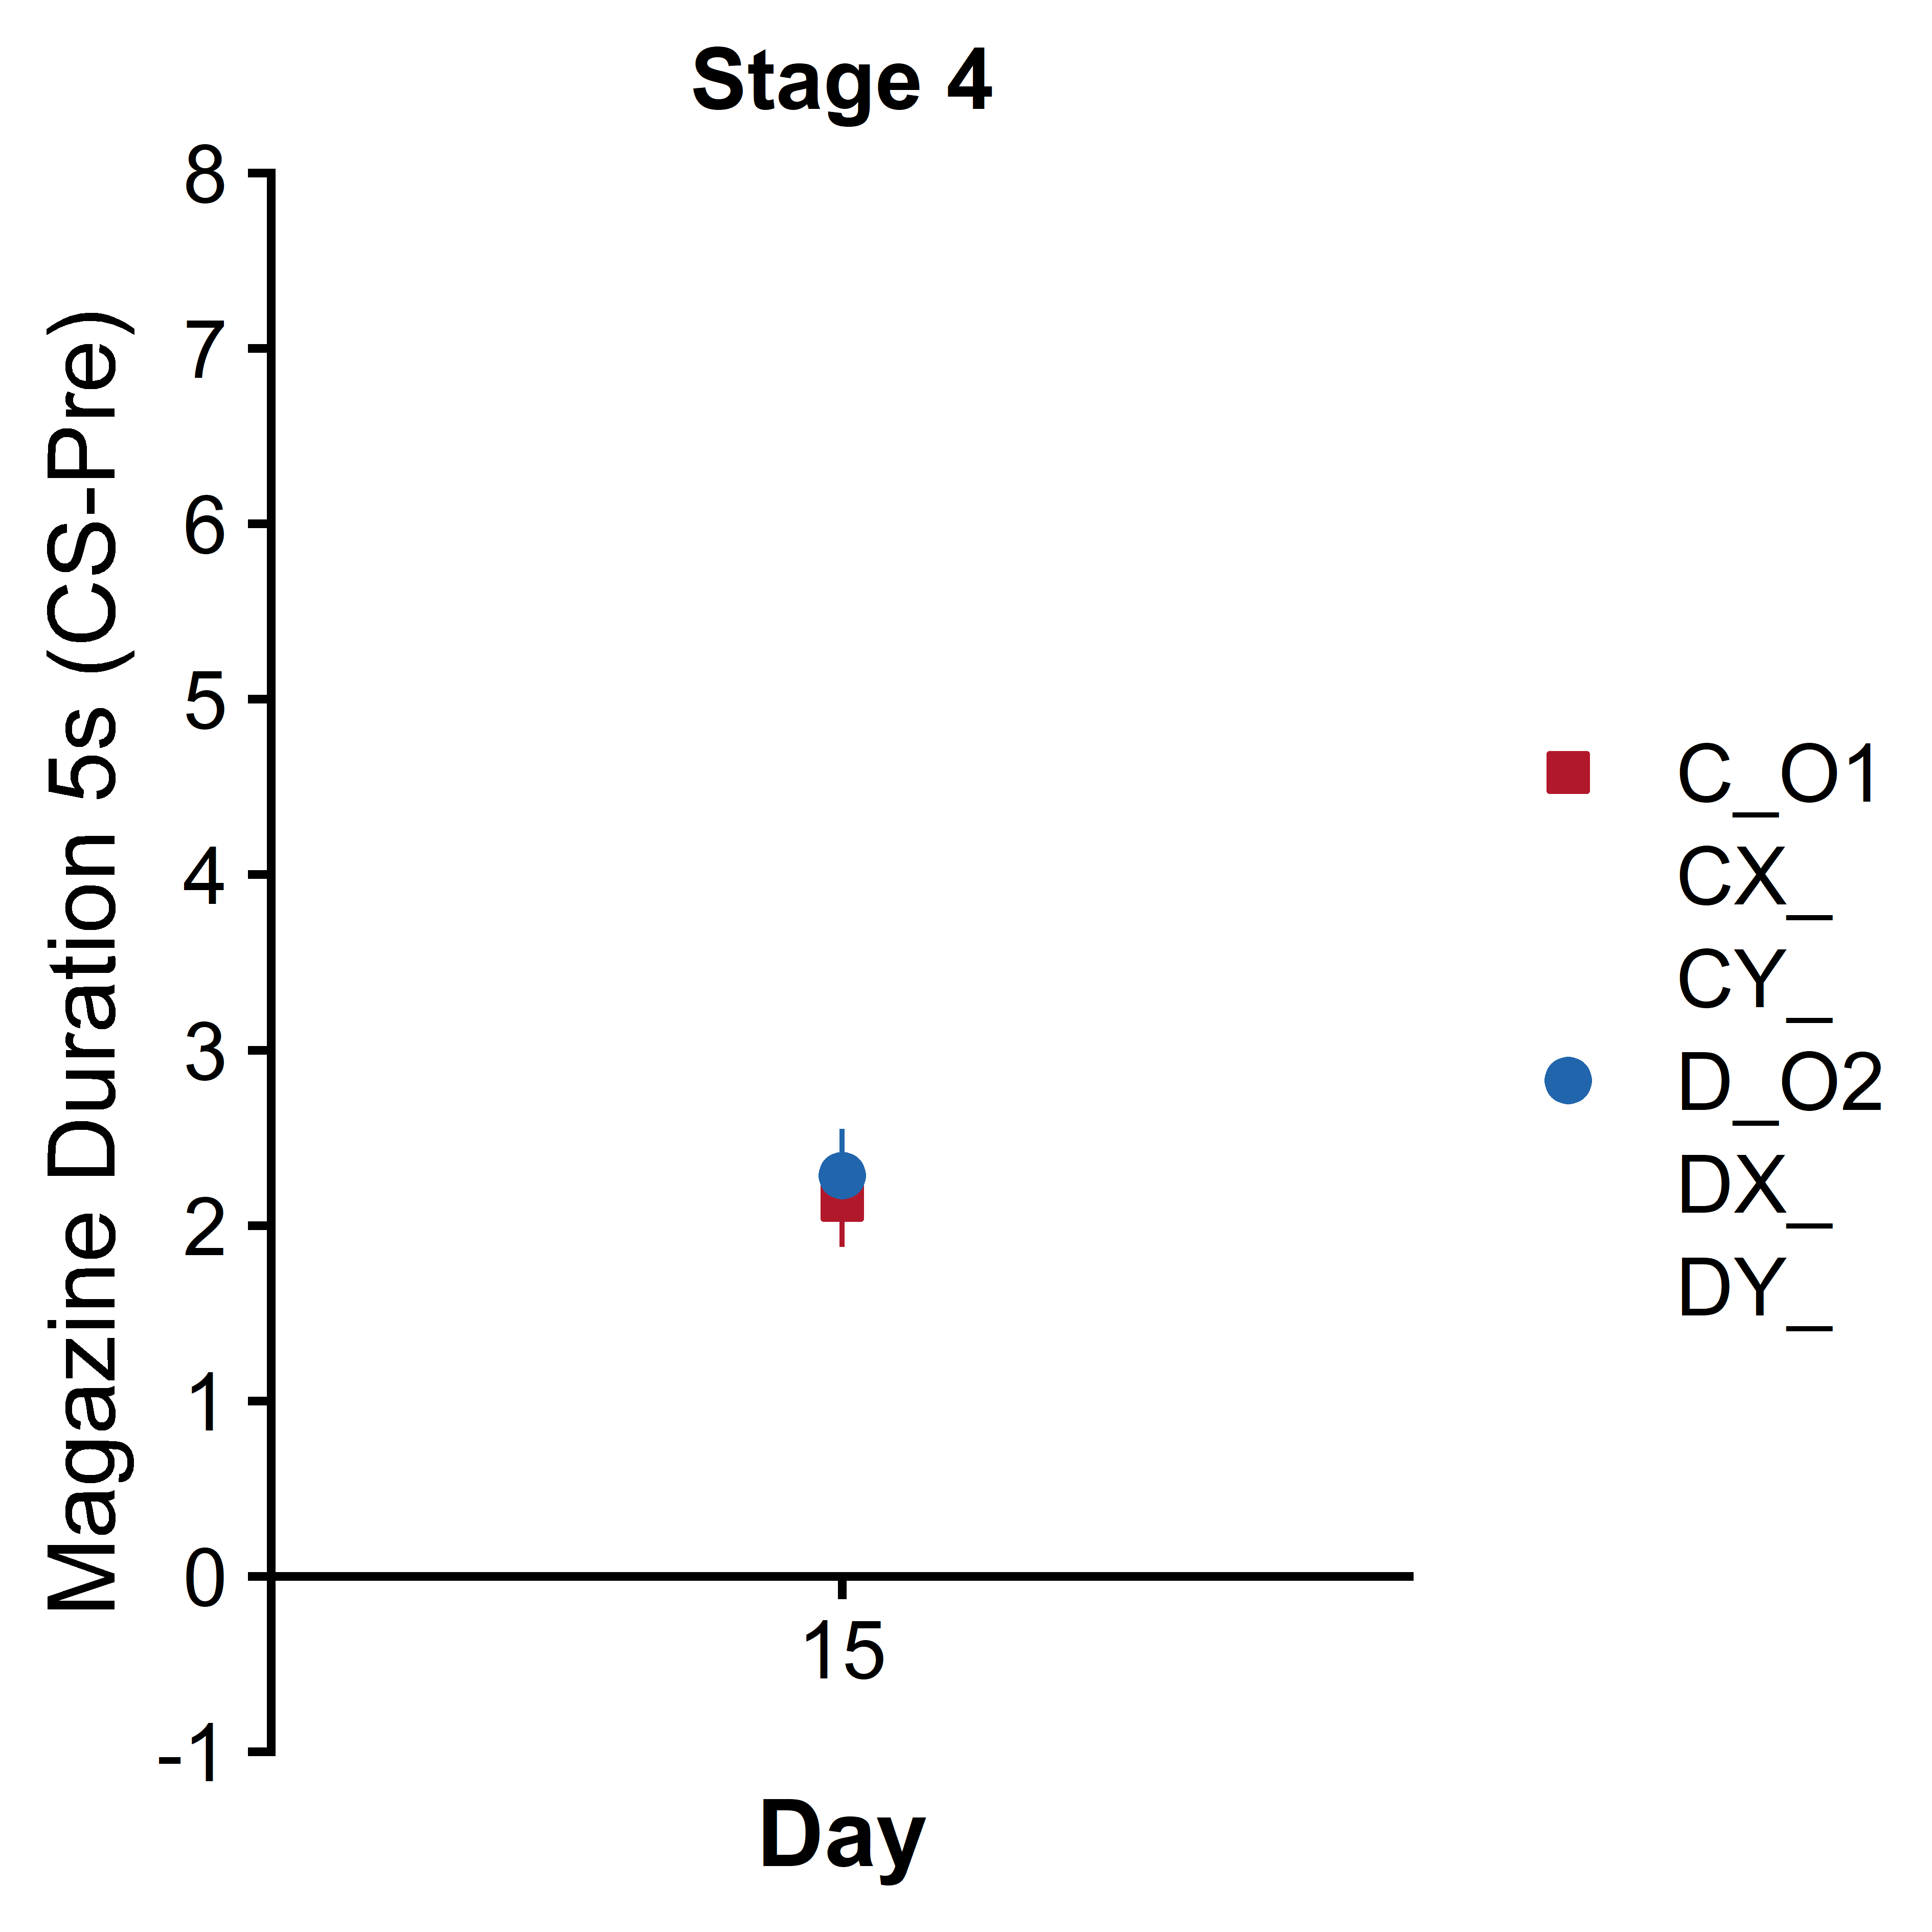 Stage 4
Magazine Duration 5s (CS-Pre)
8
7
6
5
4
3
2
1
0
-1
15
Day
C_O1
CX_
CY_
D_O2
DX_
DY_